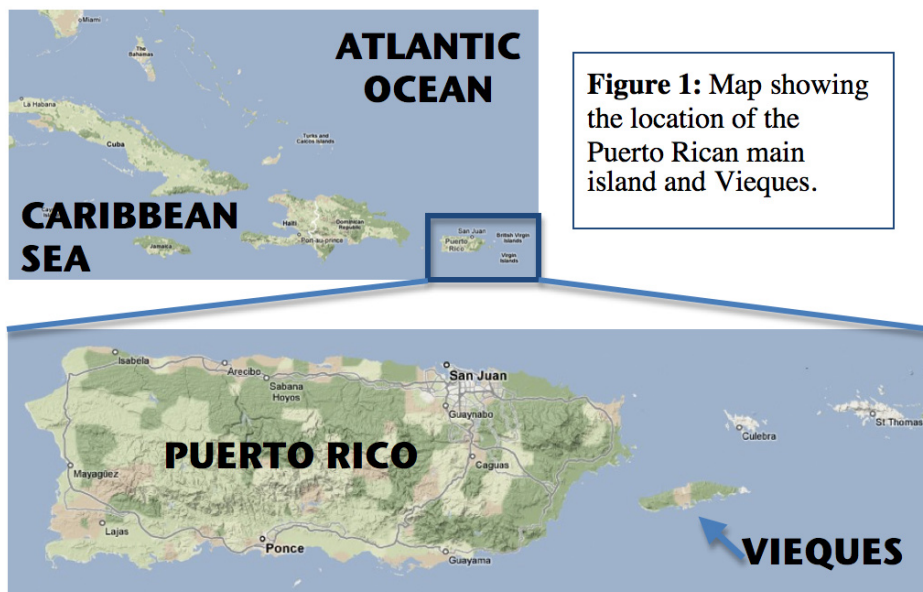 Miami
The
Bahamas
ATLANTIC
OCEAN
La Habana
Cuba
Turks and
Caicos Islands
CARIBBEAN
SEA
Jamaica
Haiti
Port-au-prince
Dominican
Republic
San Juan
Puerto
Rico
British Virgin
Islands
Virgin
Islands
Figure 1: Map showing
the location of the
Puerto Rican main
island and Vieques.
Isabela
Arecibo
Sabana
Hoyos
San Juan
Guaynabo
Culebra
St Thomas
PUERTO RICO
Caguas
Mayagüez
Lajas
Ponce
Guayama
VIEQUES